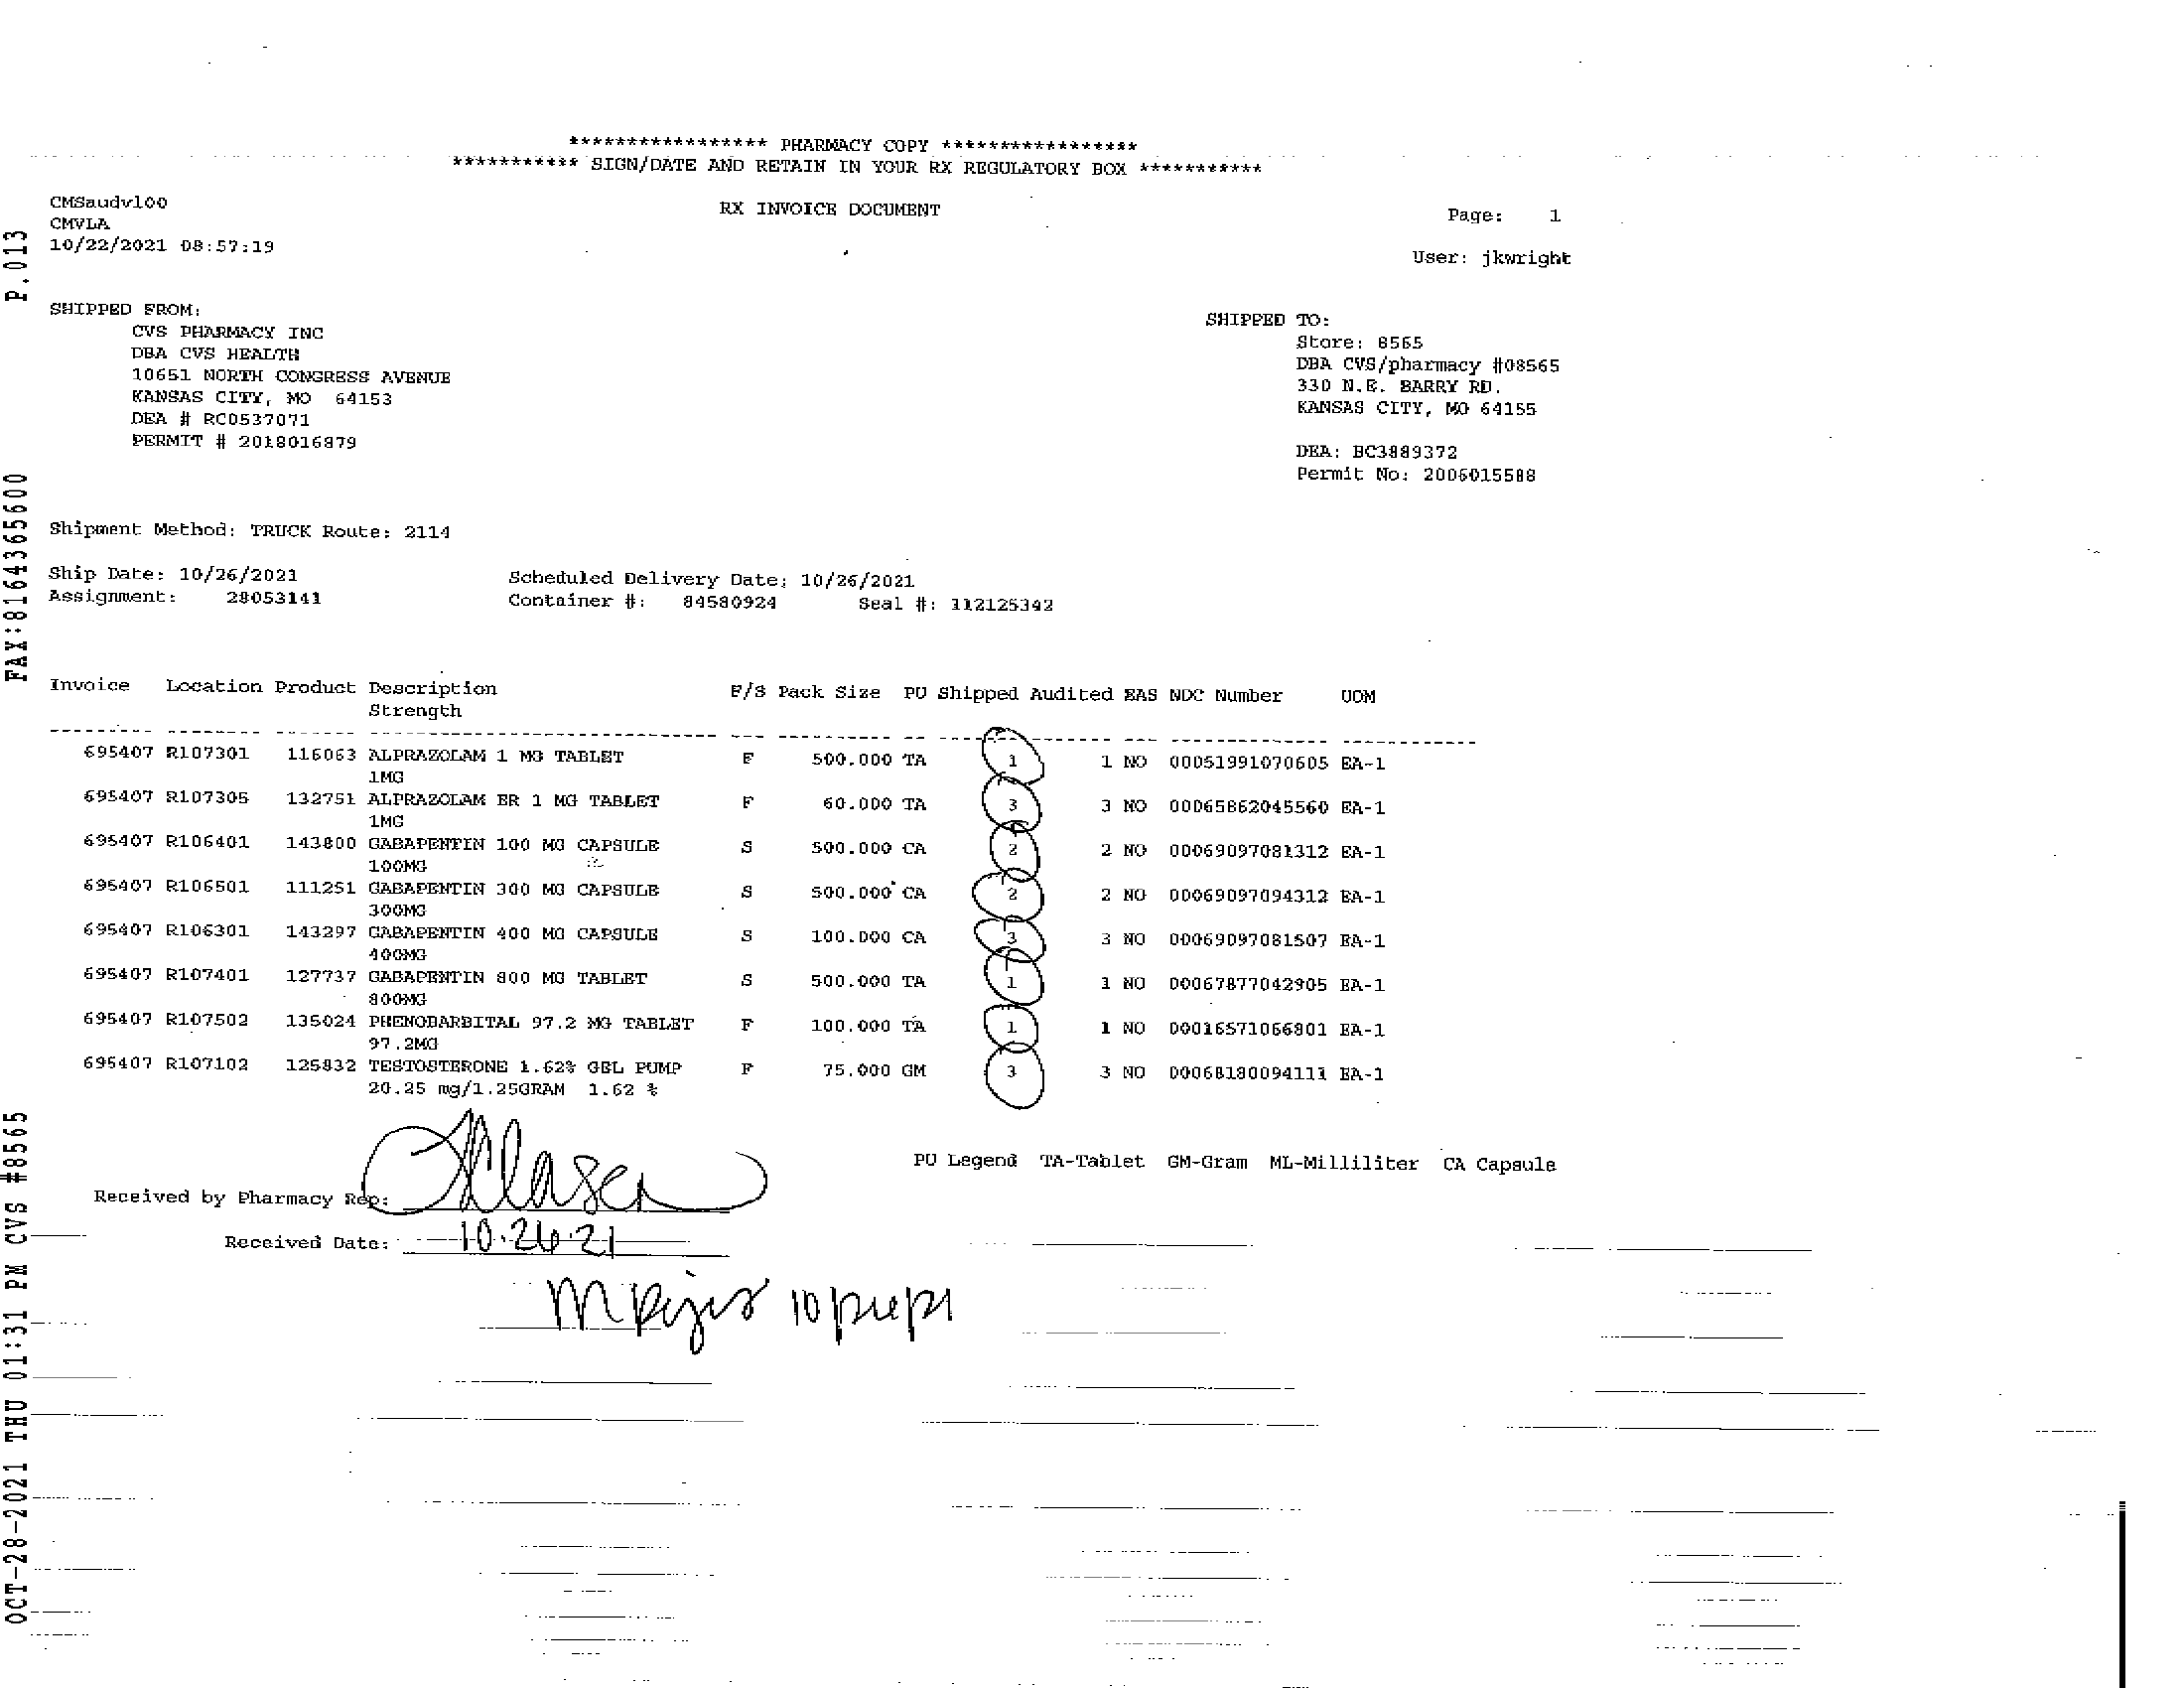 ***************** PHARMACY COPY *****************
*********** SIGN/DATE AND RETAIN IN YOUR RX REGULATORY BOX ***********
CMSaudv100
CMVLA
10/22/2021 08:57:19
RX INVOICE DOCUMENT
Page: 1
User: jkwright
SHIPPED FROM:
CVS PHARMACY INC
DBA CVS HEALTH
10651 NORTH CONGRESS AVENUE
KANSAS CITY, MO 64153
DEA # RC0537071
PERMIT # 2018016879
SHIPPED TO:
Store: 8565
DBA CVS/pharmacy #08565
330 N.E. BARRY RD.
KANSAS CITY, MO 64155
DEA: BC3889372
Permit No: 2006015588
Shipment Method: TRUCK Route: 2114
Ship Date: 10/26/2021 Scheduled Delivery Date: 10/26/2021
Assignment: 28053141 Container #: 84580924 Seal #: 112125342
Invoice Location Product Description F/S Pack Size PU Shipped Audited EAS NDC Number UOM
Strength
695407 R107301 116063 ALPRAZOLAM 1 MG TABLET F 500.000 TA 1 1 NO 00051991070605 EA-1
1MG
695407 R107305 132751 ALPRAZOLAM ER 1 MG TABLET F 60.000 TA 3 3 NO 00065862045560 EA-1
1MG
695407 R106401 143800 GABAPENTIN 100 MG CAPSULE S 500.000 CA 2 2 NO 00069097081312 EA-1
100MG
695407 R106501 111251 GABAPENTIN 300 MG CAPSULE S 500.000 CA 2 2 NO 00069097094312 EA-1
300MG
695407 R106301 143297 GABAPENTIN 400 MG CAPSULE S 100.000 CA 3 3 NO 00069097081507 EA-1
400MG
695407 R107401 127737 GABAPENTIN 800 MG TABLET S 500.000 TA 1 1 NO 00067877042905 EA-1
800MG
695407 R107502 135024 PHENOBARBITAL 97.2 MG TABLET F 100.000 TA 1 1 NO 00016571066801 EA-1
97.2MG
695407 R107102 125832 TESTOSTERONE 1.62% GEL PUMP F 75.000 GM 3 3 NO 00068180094111 EA-1
20.25 mg/1.25GRAM 1.62 %
PU Legend TA-Tablet GM-Gram ML-Milliliter CA Capsule
Received by Pharmacy Rep:
Received Date: 10.26.21
OCT-28-2021 THU 01:31 PM CVS #8565 FAX:8164365600 P.013